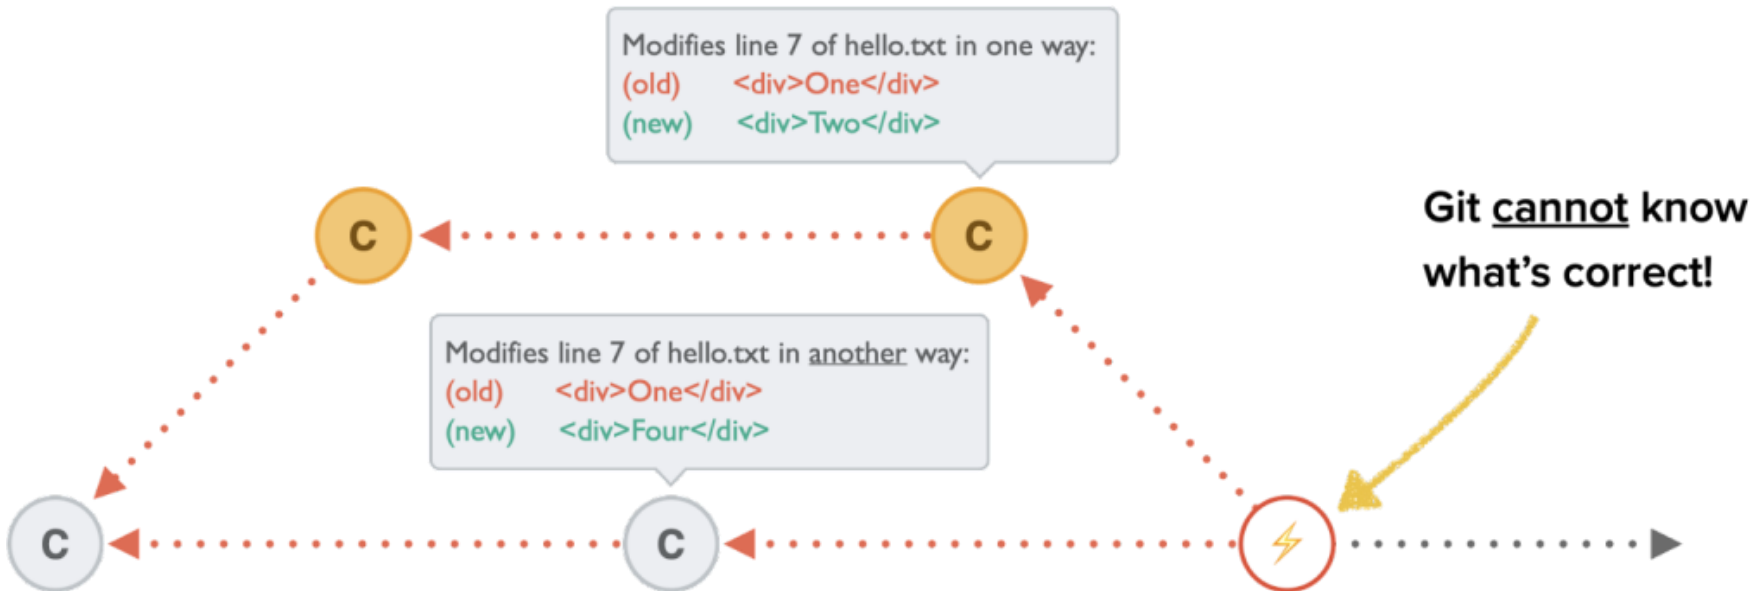 Modifies line 7 of hello.txt in one way:
(old) <div>One</div>
(new) <div>Two</div>
C
C
Git cannot know
what's correct!
Modifies line 7 of hello.txt in another way:
(old) <div>One</div>
(new) <div>Four</div>
C
C